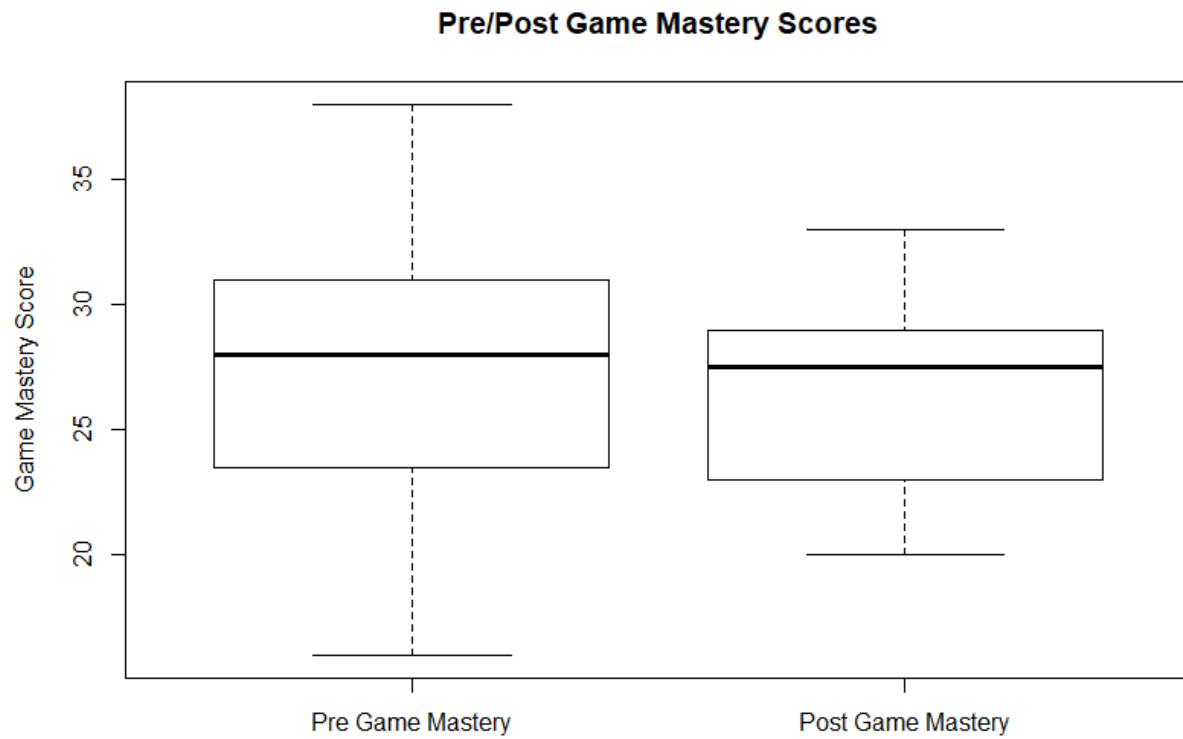 Pre/Post Game Mastery Scores
Game Mastery Score
35
30
25
20
Pre Game Mastery
Post Game Mastery